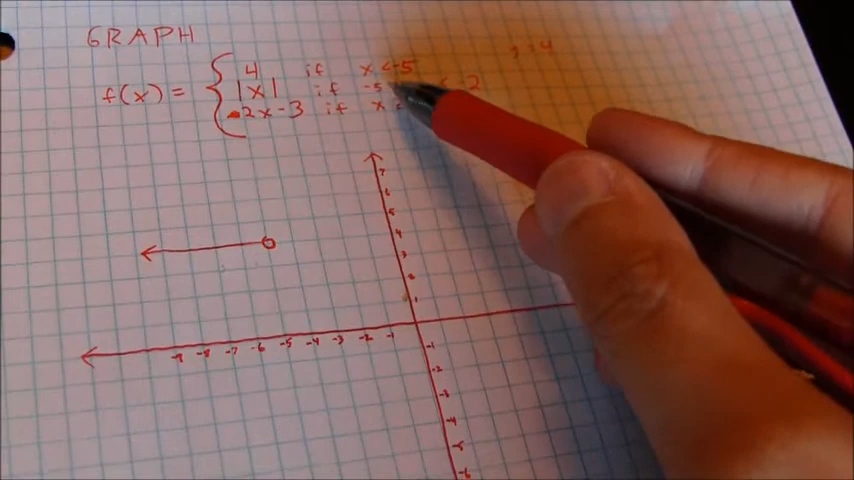 GRAPH
f(x) = { 4 if x < -5
|x| if -5 < -2
2x - 3 if x
7
6
5
4
3
2
1
-9 -8 -7 -6 -5 -4 -3 -2 -1
-1
-2
-3
-4
-5
-6